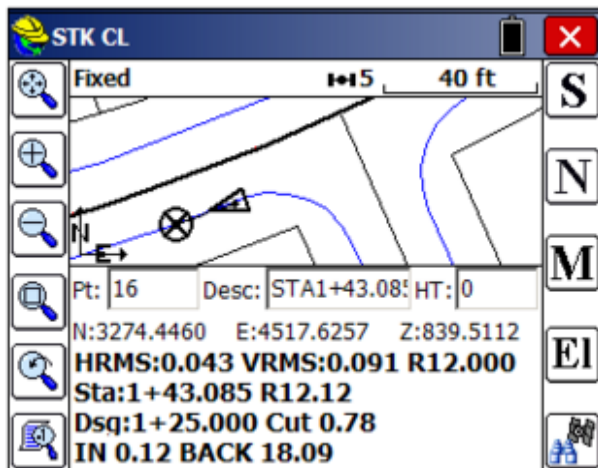 STK CL
Fixed 5 40 ft
S
N
M
El
N
E
Pt: 16 Desc: STA1+43.085 HT: 0
N:3274.4460 E:4517.6257 Z:839.5112
HRMS:0.043 VRMS:0.091 R12.000
Sta:1+43.085 R12.12
Dsg:1+25.000 Cut 0.78
IN 0.12 BACK 18.09